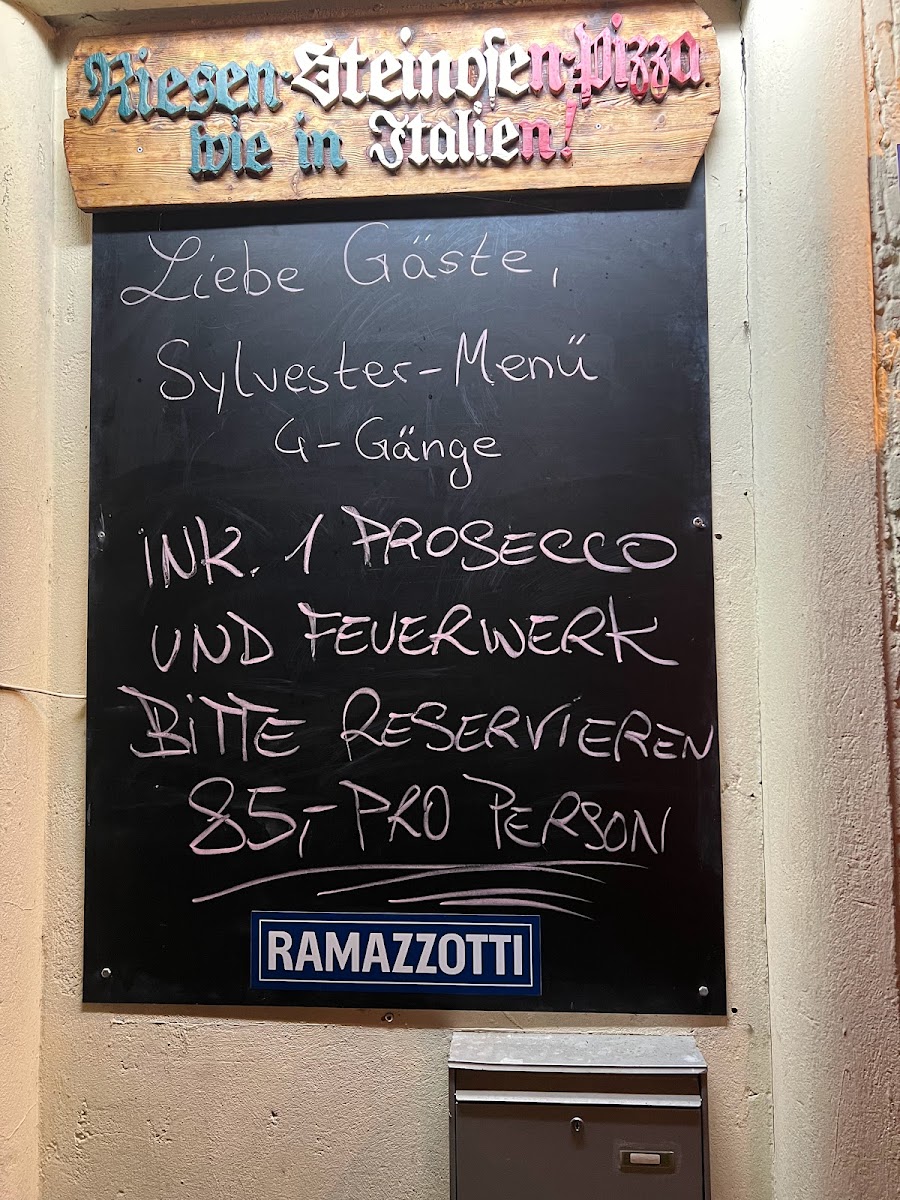 Riesen-Steinofen-Pizza
wie in Italien!
Liebe Gäste,
Sylvester-Menü
4-Gänge
INK. 1 PROSECCO
UND FEUERWERK
BITTE RESERVIEREN
85,- PRO PERSON
RAMAZZOTTI